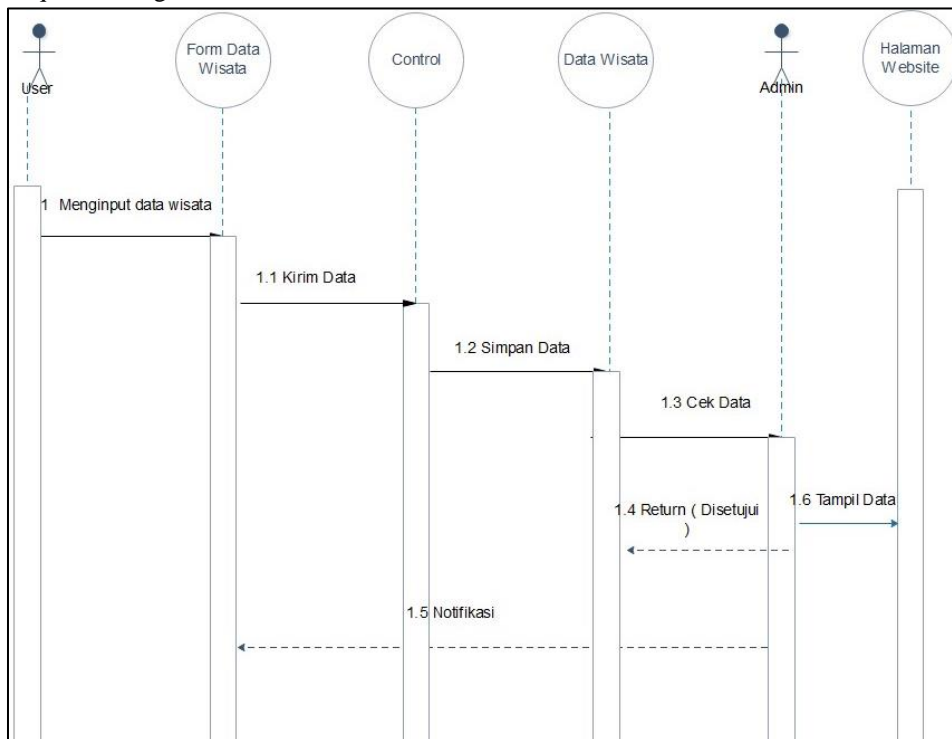 User
Form Data
Wisata
Control
Data Wisata
Admin
Halaman
Website
1 Menginput data wisata
1.1 Kirim Data
1.2 Simpan Data
1.3 Cek Data
1.4 Return ( Disetujui
)
1.6 Tampil Data
1.5 Notifikasi